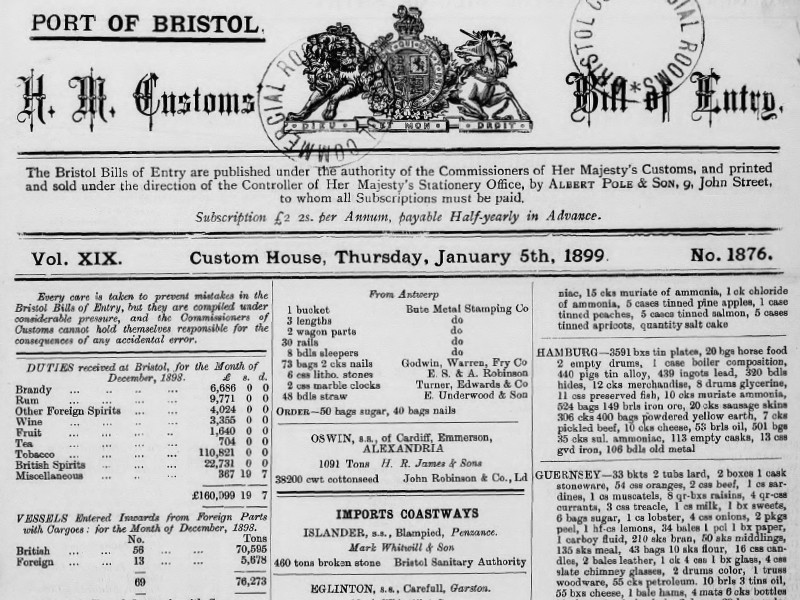 PORT OF BRISTOL.
H. M. Customs'
Bill of Entry.
DIEU ET MON DROIT
COMMERCIAL ROOMS
BRISTOL COMMERCIAL ROOMS
The Bristol Bills of Entry are published under the authority of the Commissioners of Her Majesty's Customs, and printed
and sold under the direction of the Controller of Her Majesty's Stationery Office, by ALBERT POLE & SON, 9, John Street,
to whom all Subscriptions must be paid.
Subscription £2 2s. per Annum, payable Half-yearly in Advance.
Vol. XIX.
Custom House, Thursday, January 5th, 1899.
No. 1876.
Every care is taken to prevent mistakes in the
Bristol Bills of Entry, but they are compiled under
considerable pressure, and the Commissioners of
Customs cannot hold themselves responsible for the
consequences of any accidental error.
DUTIES received at Bristol, for the Month of
December, 1898. £ s. d.
Brandy ... ... ... ... 6,686 0 0
Rum ... ... ... ... 9,771 0 0
Other Foreign Spirits ... ... 4,024 0 0
Wine ... ... ... ... 3,355 0 0
Fruit ... ... ... ... 1,640 0 0
Tea ... ... ... ... 704 0 0
Tobacco ... ... ... ... 110,821 0 0
British Spirits ... ... ... 22,731 0 0
Miscellaneous ... ... ... 367 19 7
£160,099 19 7
VESSELS Entered Inwards from Foreign Parts
with Cargoes: for the Month of December, 1898.
No. Tons
British ... 56 ... ... 70,595
Foreign ... 13 ... ... 5,678
69 76,273
From Antwerp
1 bucket Bute Metal Stamping Co
3 lengths do
2 wagon parts do
30 rails do
8 bdls sleepers do
73 bags 2 cks nails Godwin, Warren, Fry Co
6 css litho. stones E. S. & A. Robinson
2 css marble clocks Turner, Edwards & Co
48 bdls straw E. Underwood & Son
ORDER—50 bags sugar, 40 bags nails
OSWIN, s.s., of Cardiff, Emmerson,
ALEXANDRIA
1091 Tons H. R. James & Sons
38200 cwt cottonseed John Robinson & Co., Ld
IMPORTS COASTWAYS
ISLANDER, s.s., Blampied, Penzance.
Mark Whitwill & Son
460 tons broken stone Bristol Sanitary Authority
EGLINTON, s.s., Carefull, Garston.
niac, 15 cks muriate of ammonia, 1 ck chloride
of ammonia, 5 cases tinned pine apples, 1 case
tinned peaches, 5 cases tinned salmon, 5 cases
tinned apricots, quantity salt cake
HAMBURG—3591 bxs tin plates, 20 bgs horse food
2 empty drums, 1 case boiler composition,
440 pigs tin alloy, 439 ingots lead, 320 bdls
hides, 12 cks merchandise, 8 drums glycerine,
11 css preserved fish, 10 cks muriate ammonia,
524 bags 149 brls iron ore, 20 cks sausage skins
306 cks 400 bags powdered yellow earth, 7 cks
pickled beef, 10 cks cheese, 53 brls oil, 501 bgs
35 cks sul. ammoniac, 113 empty casks, 13 css
gvd iron, 106 bdls old metal
GUERNSEY—33 bkts 2 tubs lard, 2 boxes 1 cask
stoneware, 54 css oranges, 2 css beef, 1 cs sar-
dines, 1 cs muscatels, 8 qr-bxs raisins, 4 qr-css
currants, 3 css treacle, 1 cs milk, 1 bx sweets,
6 bags sugar, 1 cs lobster, 4 css onions, 2 pkgs
peel, 1 hf-cs lemons, 34 bales 1 pcl 1 bx paper,
1 carboy fluid, 210 sks bran, 50 sks middlings,
135 sks meal, 43 bags 10 sks flour, 16 css can-
dles, 2 bales leather, 1 ck 4 css 1 bx glass, 4 css
slate chimney glasses, 2 drums color, 1 truss
woodware, 55 cks petroleum, 10 brls 3 tins oil,
55 bxs cheese, 1 bale hams, 4 mats 6 cks bottles